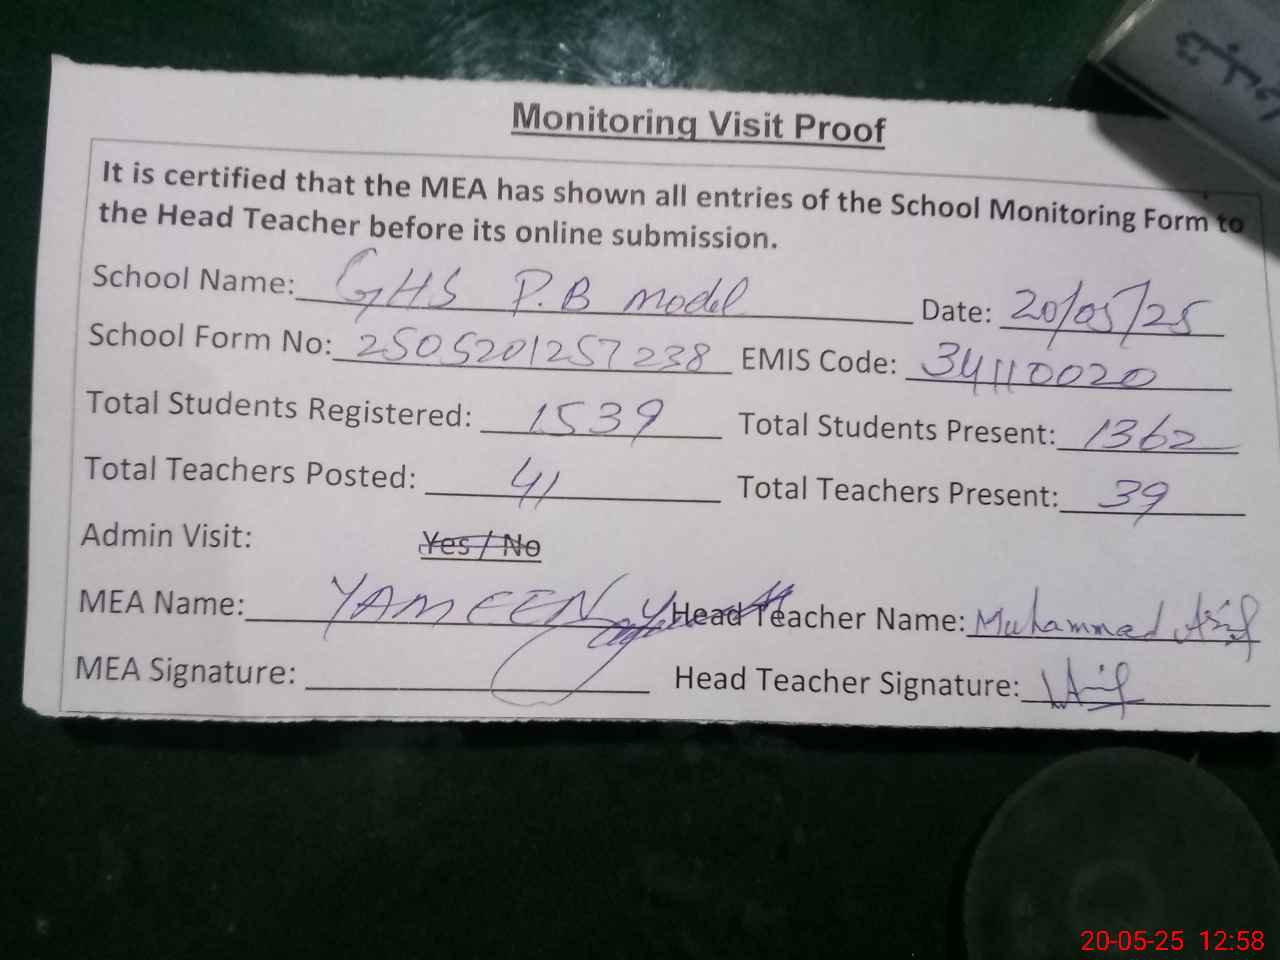 Monitoring Visit Proof
It is certified that the MEA has shown all entries of the School Monitoring Form to
the Head Teacher before its online submission.
School Name: GHS P.B model Date: 20/05/25
School Form No: 2505201257238 EMIS Code: 34110020
Total Students Registered: 1539 Total Students Present: 1362
Total Teachers Posted: 41 Total Teachers Present: 39
Admin Visit: Yes / No
MEA Name: YAMEEN Head Teacher Name: Muhammad Asif
MEA Signature: Head Teacher Signature: Asif
20-05-25 12:58